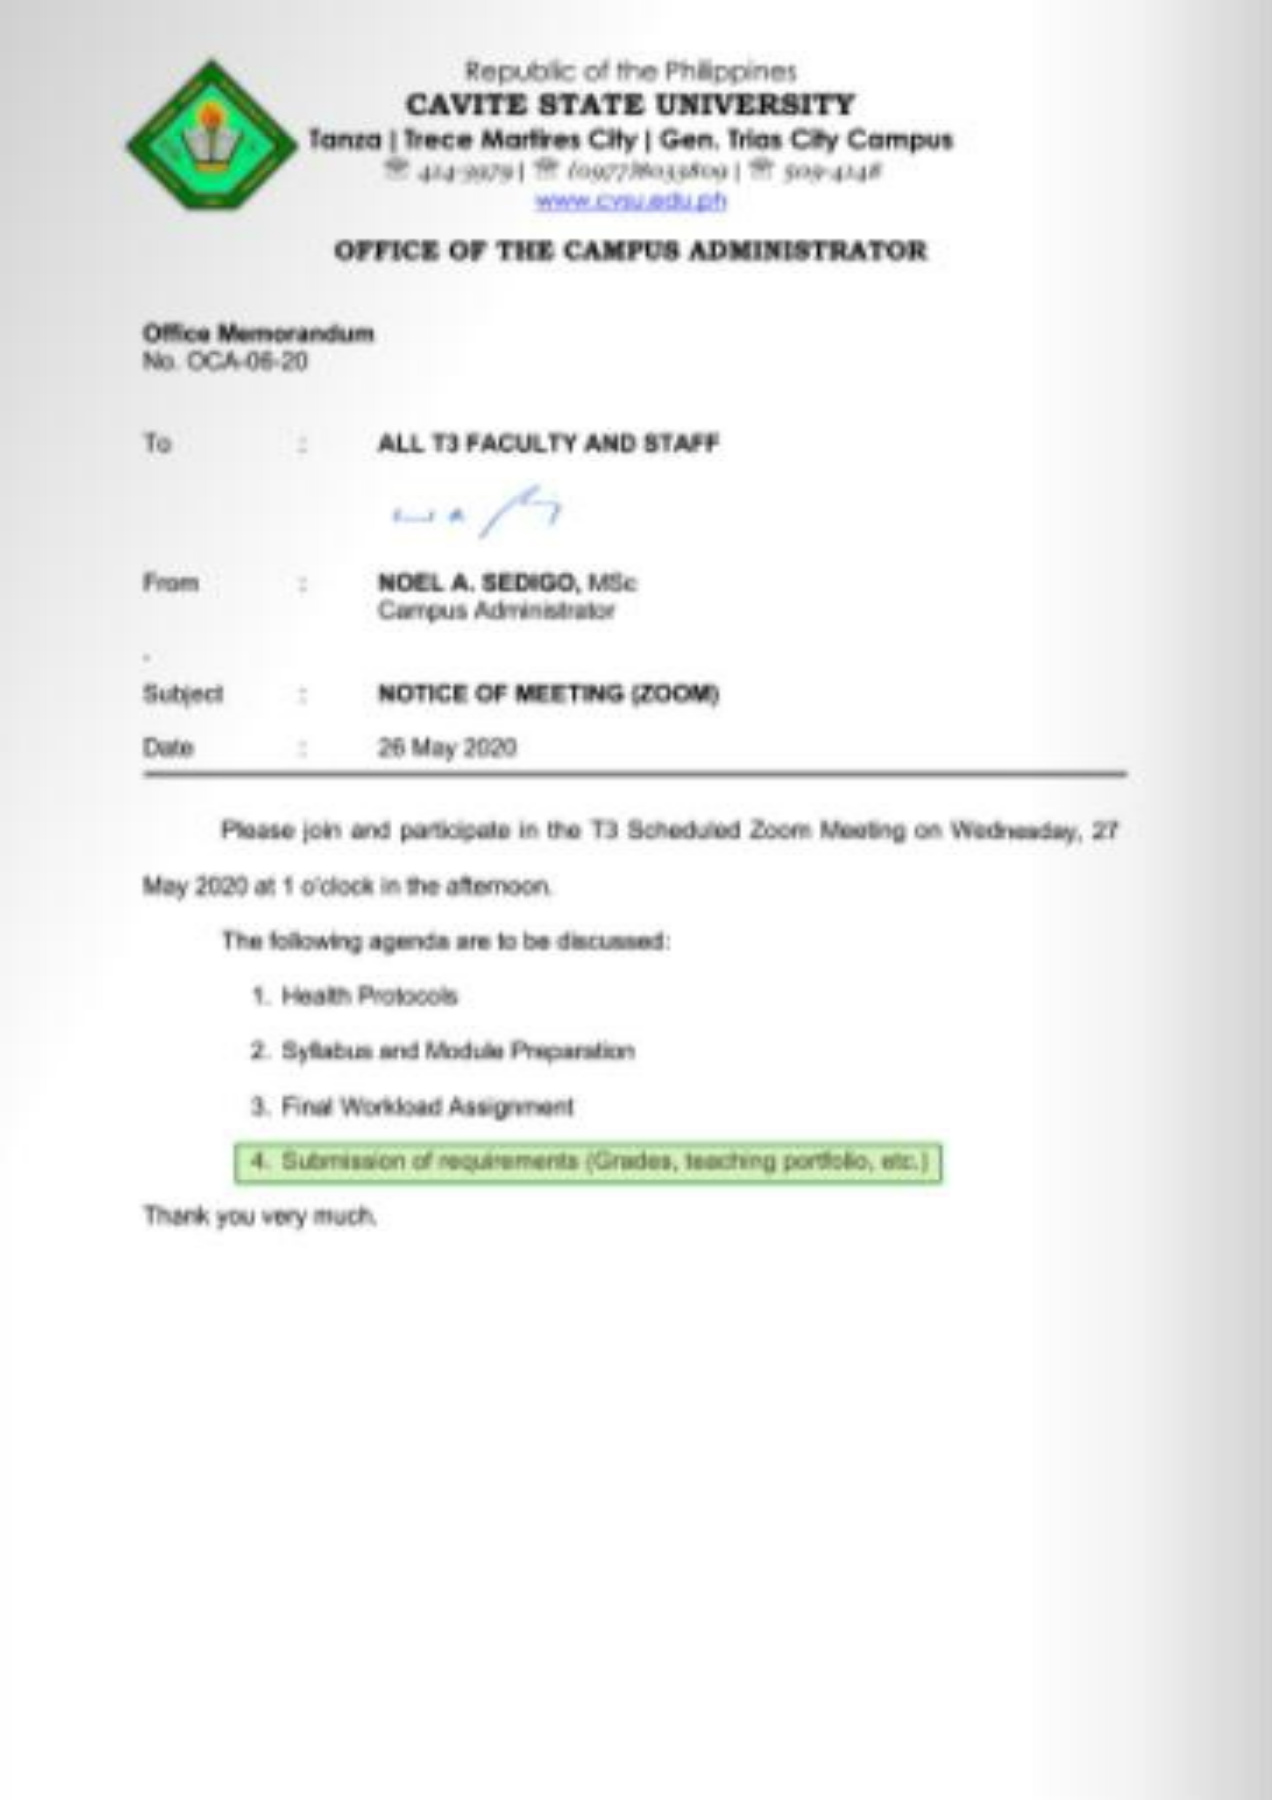 Republic of the Philippines
CAVITE STATE UNIVERSITY
Tanza | Trece Martires City | Gen. Trias City Campus
☏ 414-3979 | ☏ (0977)8033809 | ☏ 509-4148
www.cvsu.edu.ph
OFFICE OF THE CAMPUS ADMINISTRATOR
Office Memorandum
No. OCA-06-20
To : ALL T3 FACULTY AND STAFF
From : NOEL A. SEDIGO, MSc
Campus Administrator
.
Subject : NOTICE OF MEETING (ZOOM)
Date : 26 May 2020
Please join and participate in the T3 Scheduled Zoom Meeting on Wednesday, 27
May 2020 at 1 o'clock in the afternoon.
The following agenda are to be discussed:
1. Health Protocols
2. Syllabus and Module Preparation
3. Final Workload Assignment
4. Submission of requirements (Grades, teaching portfolio, etc.)
Thank you very much.